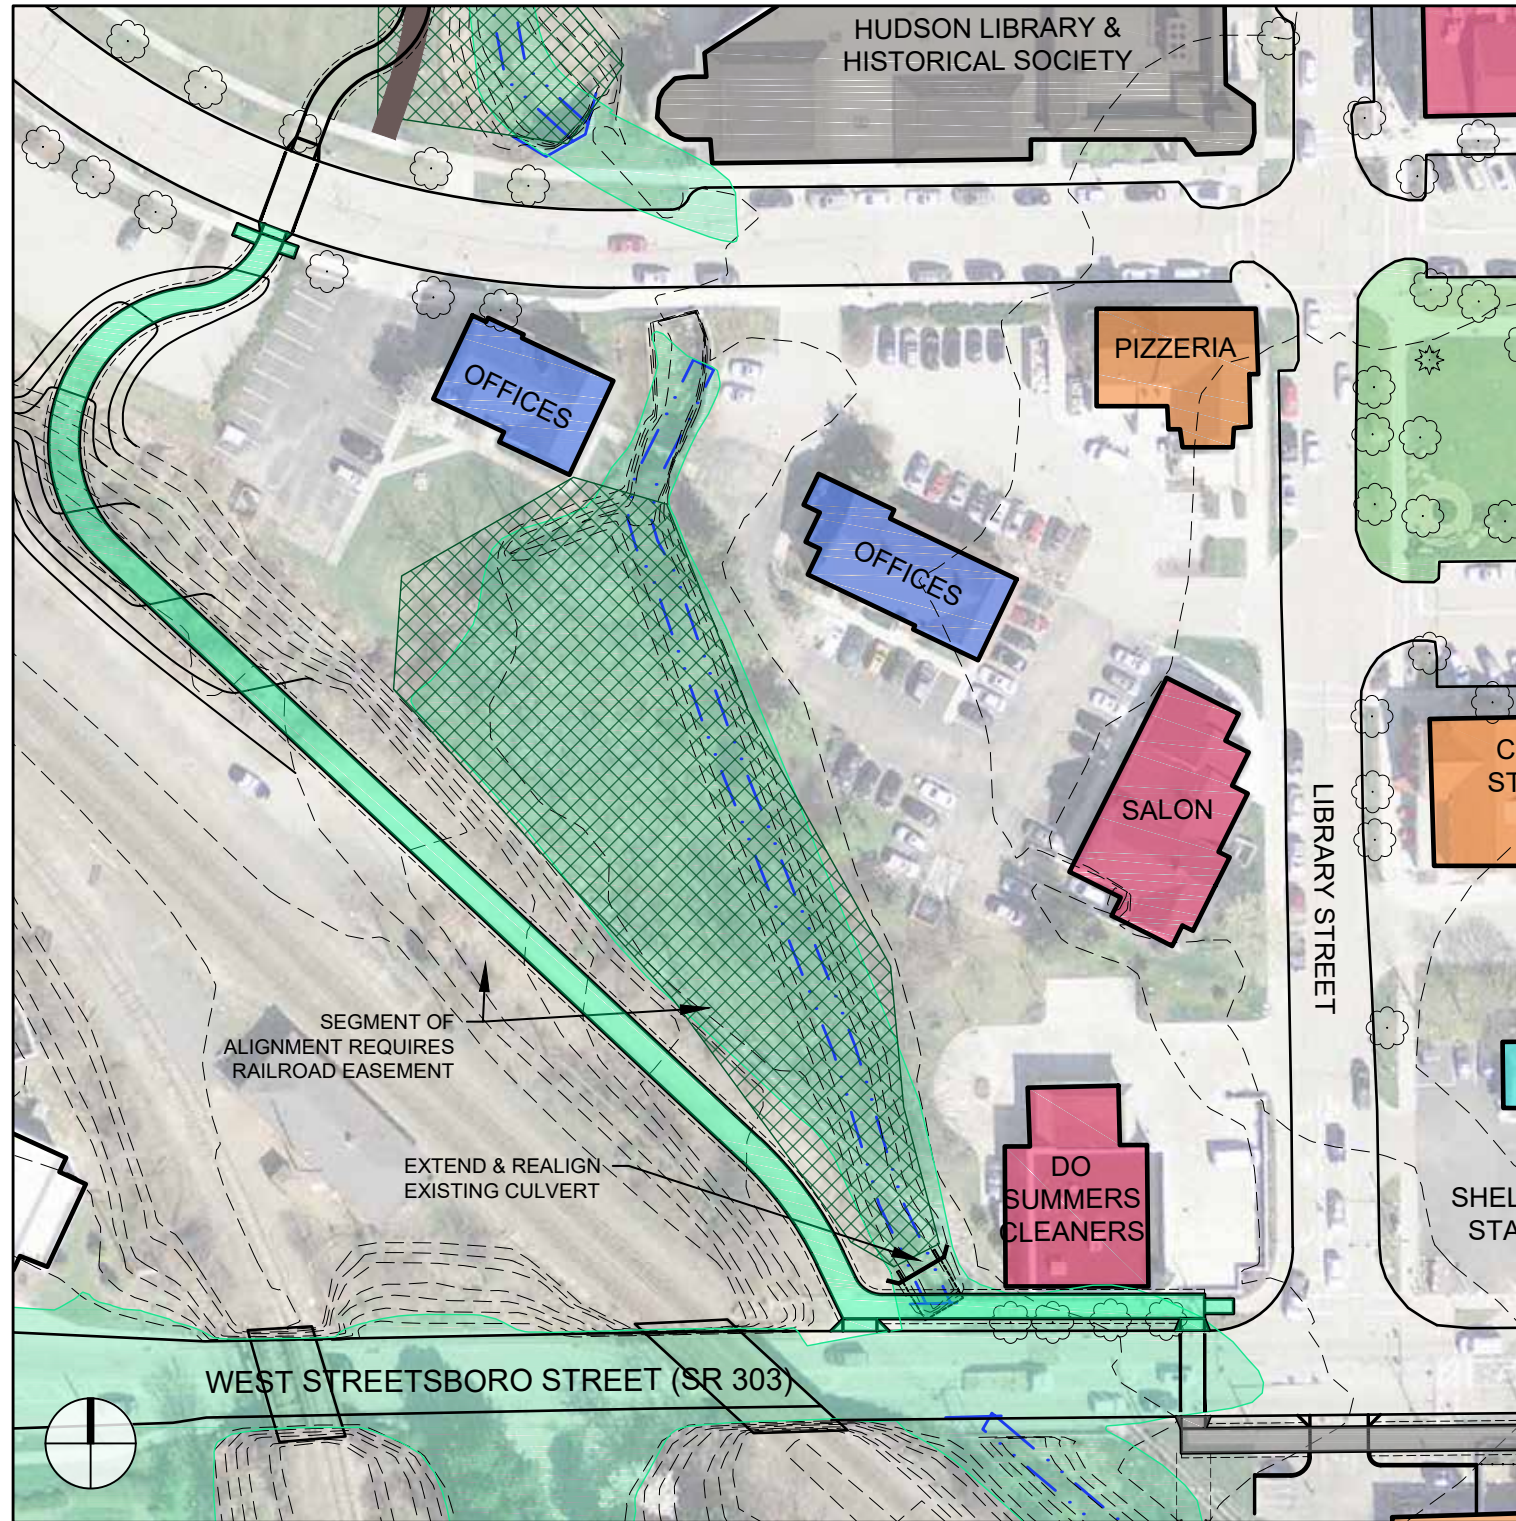 HUDSON LIBRARY &
HISTORICAL SOCIETY
PIZZERIA
OFFICES
OFFICES
SALON
LIBRARY STREET
SEGMENT OF
ALIGNMENT REQUIRES
RAILROAD EASEMENT
EXTEND & REALIGN
EXISTING CULVERT
DO
SUMMERS
CLEANERS
WEST STREETSBORO STREET (SR 303)